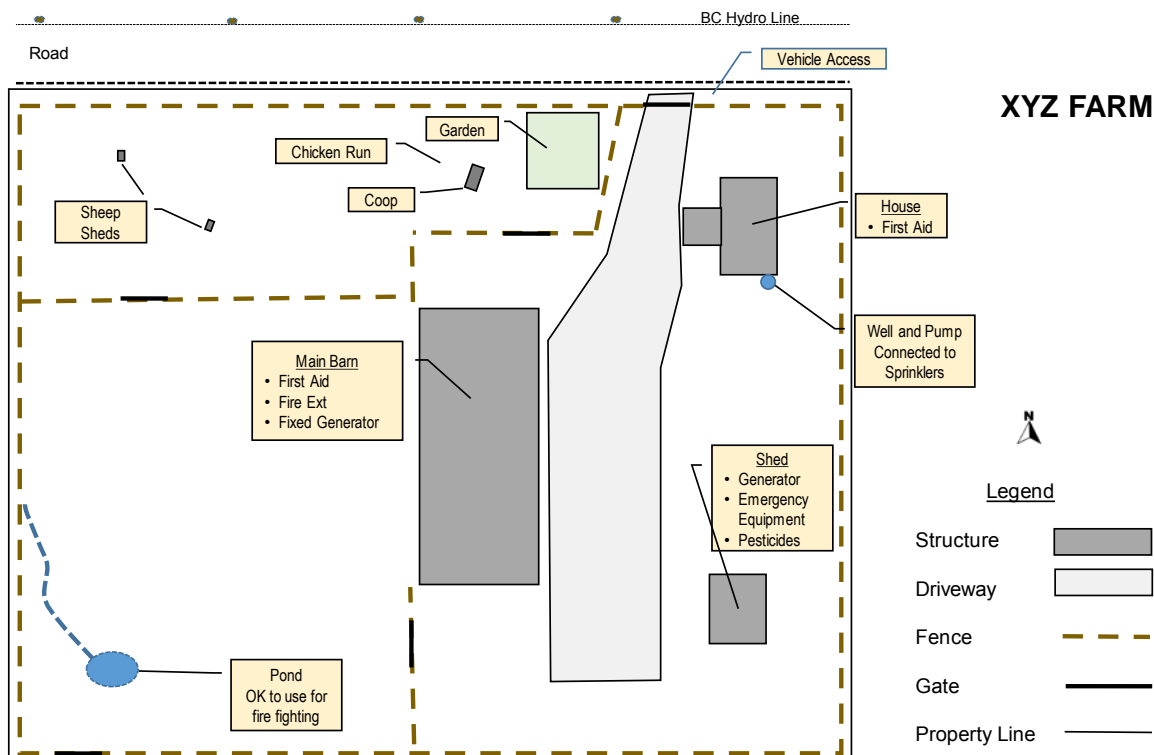 BC Hydro Line
Road
Vehicle Access
XYZ FARM
Garden
Chicken Run
Coop
Sheep
Sheds
House
• First Aid
Well and Pump
Connected to
Sprinklers
Main Barn
• First Aid
• Fire Ext
• Fixed Generator
N
Shed
• Generator
• Emergency
Equipment
• Pesticides
Pond
OK to use for
fire fighting
Legend
Structure
Driveway
Fence
Gate
Property Line